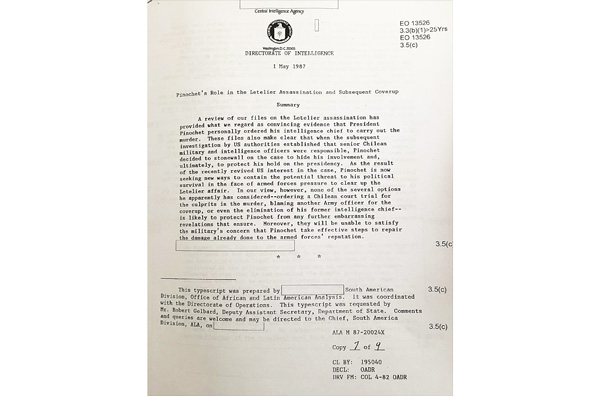 Central Intelligence Agency
Washington, D.C. 20505
DIRECTORATE OF INTELLIGENCE
EO 13526
3.3(b)(1)>25Yrs
EO 13526
3.5(c)
1 May 1987
Pinochet's Role in the Letelier Assassination and Subsequent Coverup
Summary
A review of our files on the Letelier assassination has
provided what we regard as convincing evidence that President
Pinochet personally ordered his intelligence chief to carry out the
murder. These files also make clear that when the subsequent
investigation by US authorities established that senior Chilean
military and intelligence officers were responsible, Pinochet
decided to stonewall on the case to hide his involvement and,
ultimately, to protect his hold on the presidency. As the result
of the recently revived US interest in the case, Pinochet is now
seeking new ways to contain the potential threat to his political
survival in the face of armed forces pressure to clear up the
Letelier affair. In our view, however, none of the several options
he apparently has considered--ordering a Chilean court trial for
the culprits in the murder, blaming another Army officer for the
coverup, or even the elimination of his former intelligence chief--
is likely to protect Pinochet from any further embarrassing
revelations that ensure. Moreover, they will be unable to satisfy
the military's concern that Pinochet take effective steps to repair
the damage already done to the armed forces' reputation.
3.5(c
* * *
This typescript was prepared by South American
Division, Office of African and Latin American Analysis. It was coordinated
with the Directorate of Operations. This typescript was requested by
Mr. Robert Gelbard, Deputy Assistant Secretary, Department of State. Comments
and queries are welcome and may be directed to the Chief, South America
Division, ALA, on
3.5(c)
3.5(c)
ALA M 87-20024X
Copy 7 of 9
CL BY: 195040
DECL: OADR
DRV FM: COL 4-82 OADR